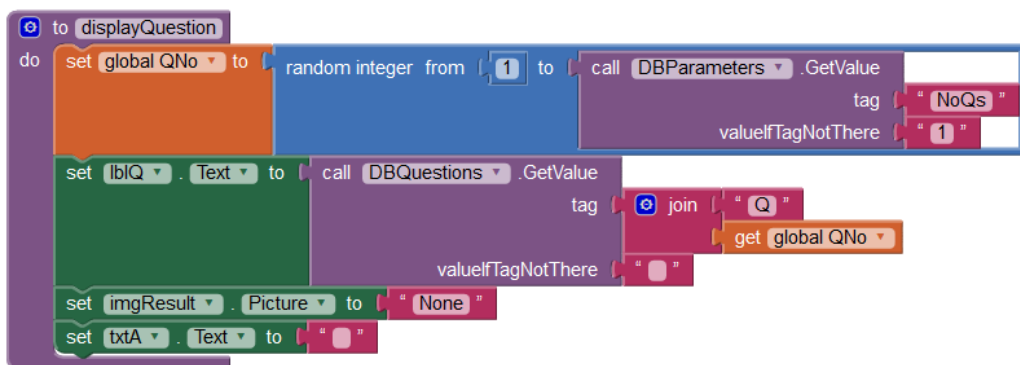 to displayQuestion
do set global QNo to random integer from 1 to call DBParameters .GetValue
tag " NoQs "
valueIfTagNotThere " 1 "
set lblQ . Text to call DBQuestions .GetValue
tag join " Q "
get global QNo
valueIfTagNotThere " "
set imgResult . Picture to " None "
set txtA . Text to " "